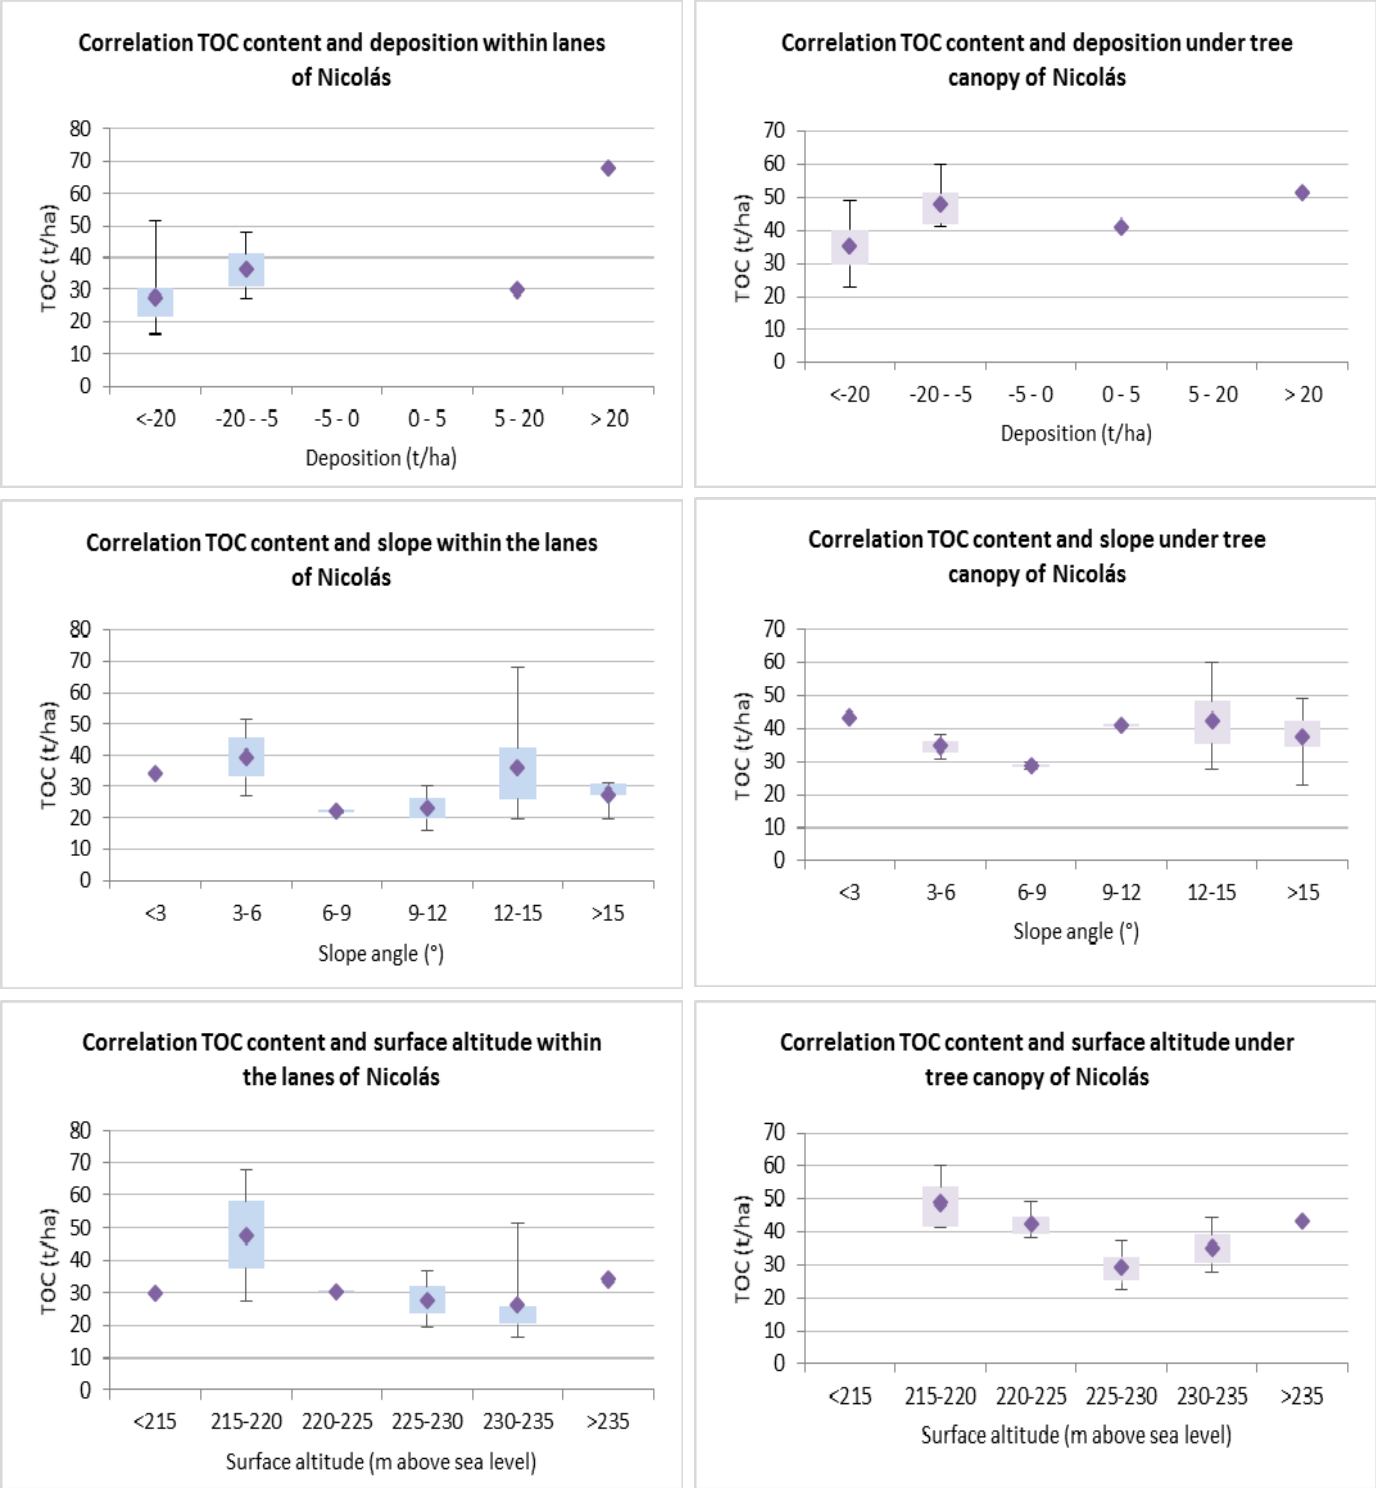 Correlation TOC content and deposition within lanes
of Nicolás
80
70
60
50
40
30
20
10
0
TOC (t/ha)
<-20 -20 - -5 -5 - 0 0 - 5 5 - 20 > 20
Deposition (t/ha)
Correlation TOC content and deposition under tree
canopy of Nicolás
70
60
50
40
30
20
10
0
TOC (t/ha)
<-20 -20 - -5 -5 - 0 0 - 5 5 - 20 > 20
Deposition (t/ha)
Correlation TOC content and slope within the lanes
of Nicolás
80
70
60
50
40
30
20
10
0
TOC (t/ha)
<3 3-6 6-9 9-12 12-15 >15
Slope angle (°)
Correlation TOC content and slope under tree
canopy of Nicolás
70
60
50
40
30
20
10
0
TOC (t/ha)
<3 3-6 6-9 9-12 12-15 >15
Slope angle (°)
Correlation TOC content and surface altitude within
the lanes of Nicolás
80
70
60
50
40
30
20
10
0
TOC (t/ha)
<215 215-220 220-225 225-230 230-235 >235
Surface altitude (m above sea level)
Correlation TOC content and surface altitude under
tree canopy of Nicolás
70
60
50
40
30
20
10
0
TOC (t/ha)
<215 215-220 220-225 225-230 230-235 >235
Surface altitude (m above sea level)